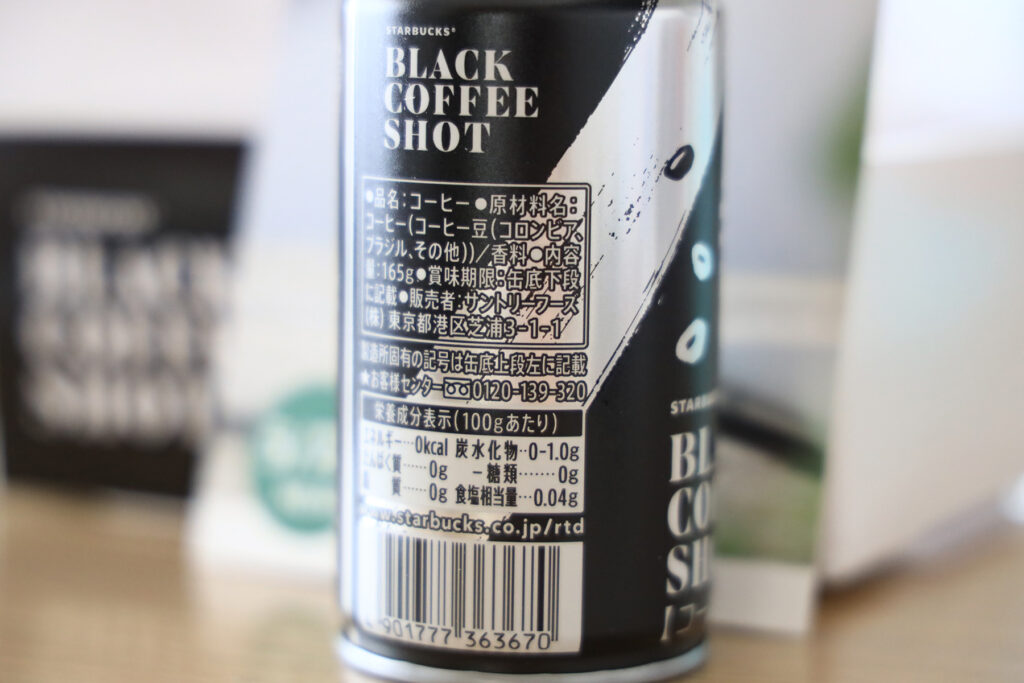 STARBUCKS®
BLACK
COFFEE
SHOT
●品名:コーヒー●原材料名:
コーヒー(コーヒー豆(コロンビア、
ブラジル、その他))/香料●内容
量:165g●賞味期限:缶底下段
に記載●販売者:サントリーフーズ
(株) 東京都港区芝浦3-1-1
製造所固有の記号は缶底上段左に記載
★お客様センター 0120-139-320
栄養成分表示(100gあたり)
エネルギー…0kcal 炭水化物…0-1.0g
たんぱく質……0g －糖類……0g
質……0g 食塩相当量…0.04g
www.starbucks.co.jp/rtd
4 901777 363670
STARBU
BL
CO
SH
BLACK
COFFEE
SHOT